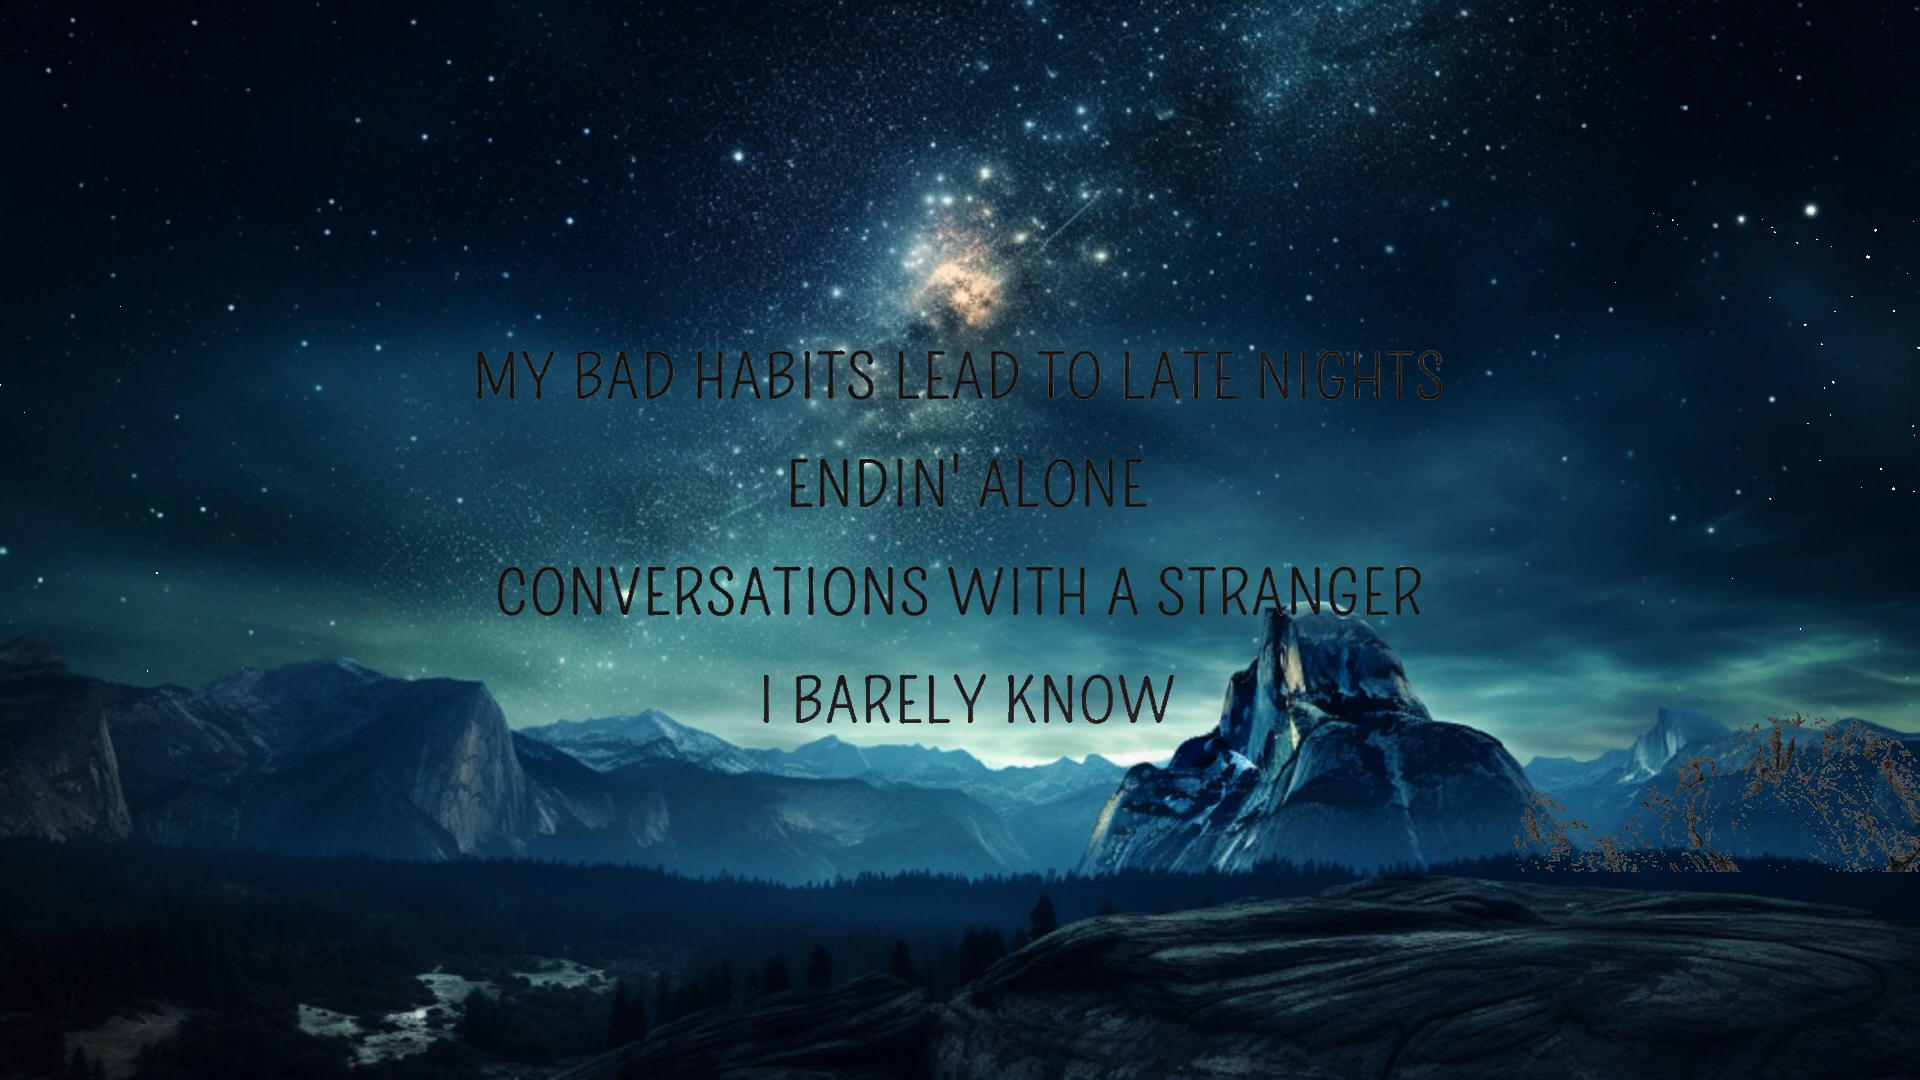 MY BAD HABITS LEAD TO LATE NIGHTS
ENDIN' ALONE
CONVERSATIONS WITH A STRANGER
I BARELY KNOW